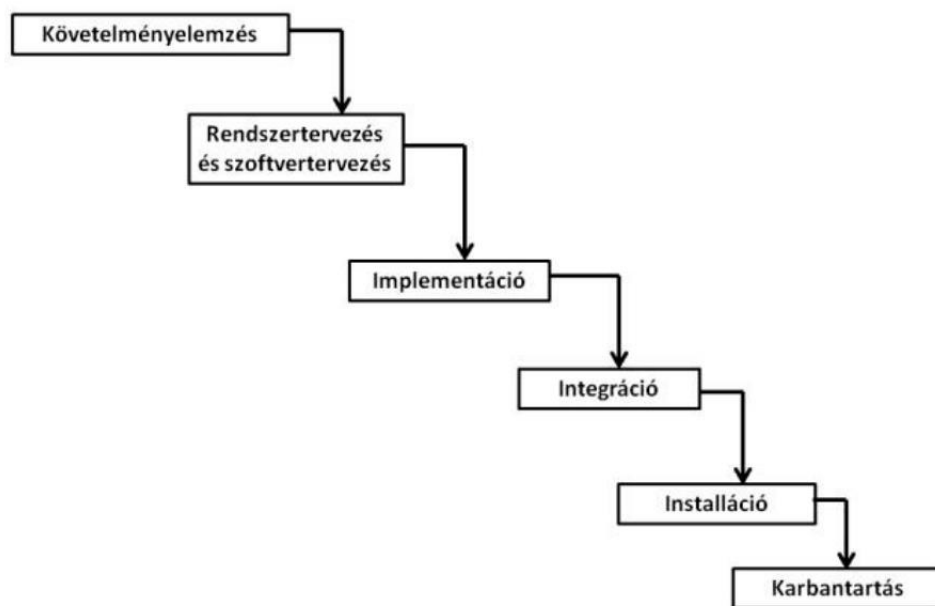 Követelményelemzés
Rendszertervezés
és szoftvertervezés
Implementáció
Integráció
Installáció
Karbantartás